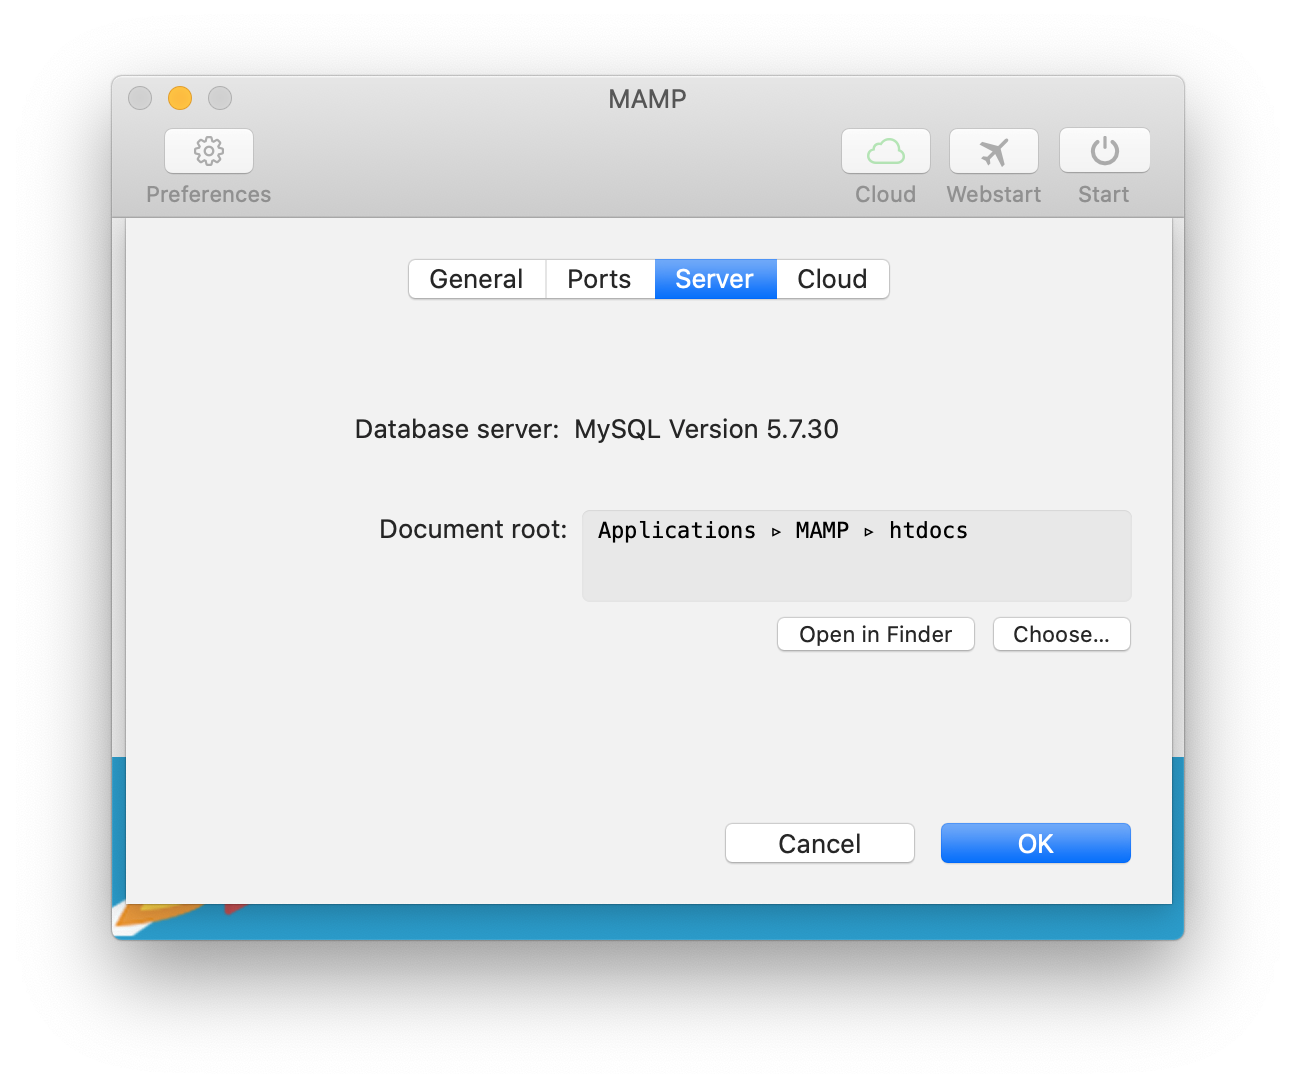 MAMP
Preferences
Cloud
Webstart
Start
General
Ports
Server
Cloud
Database server: MySQL Version 5.7.30
Document root: Applications ▹ MAMP ▹ htdocs
Open in Finder
Choose...
Cancel
OK